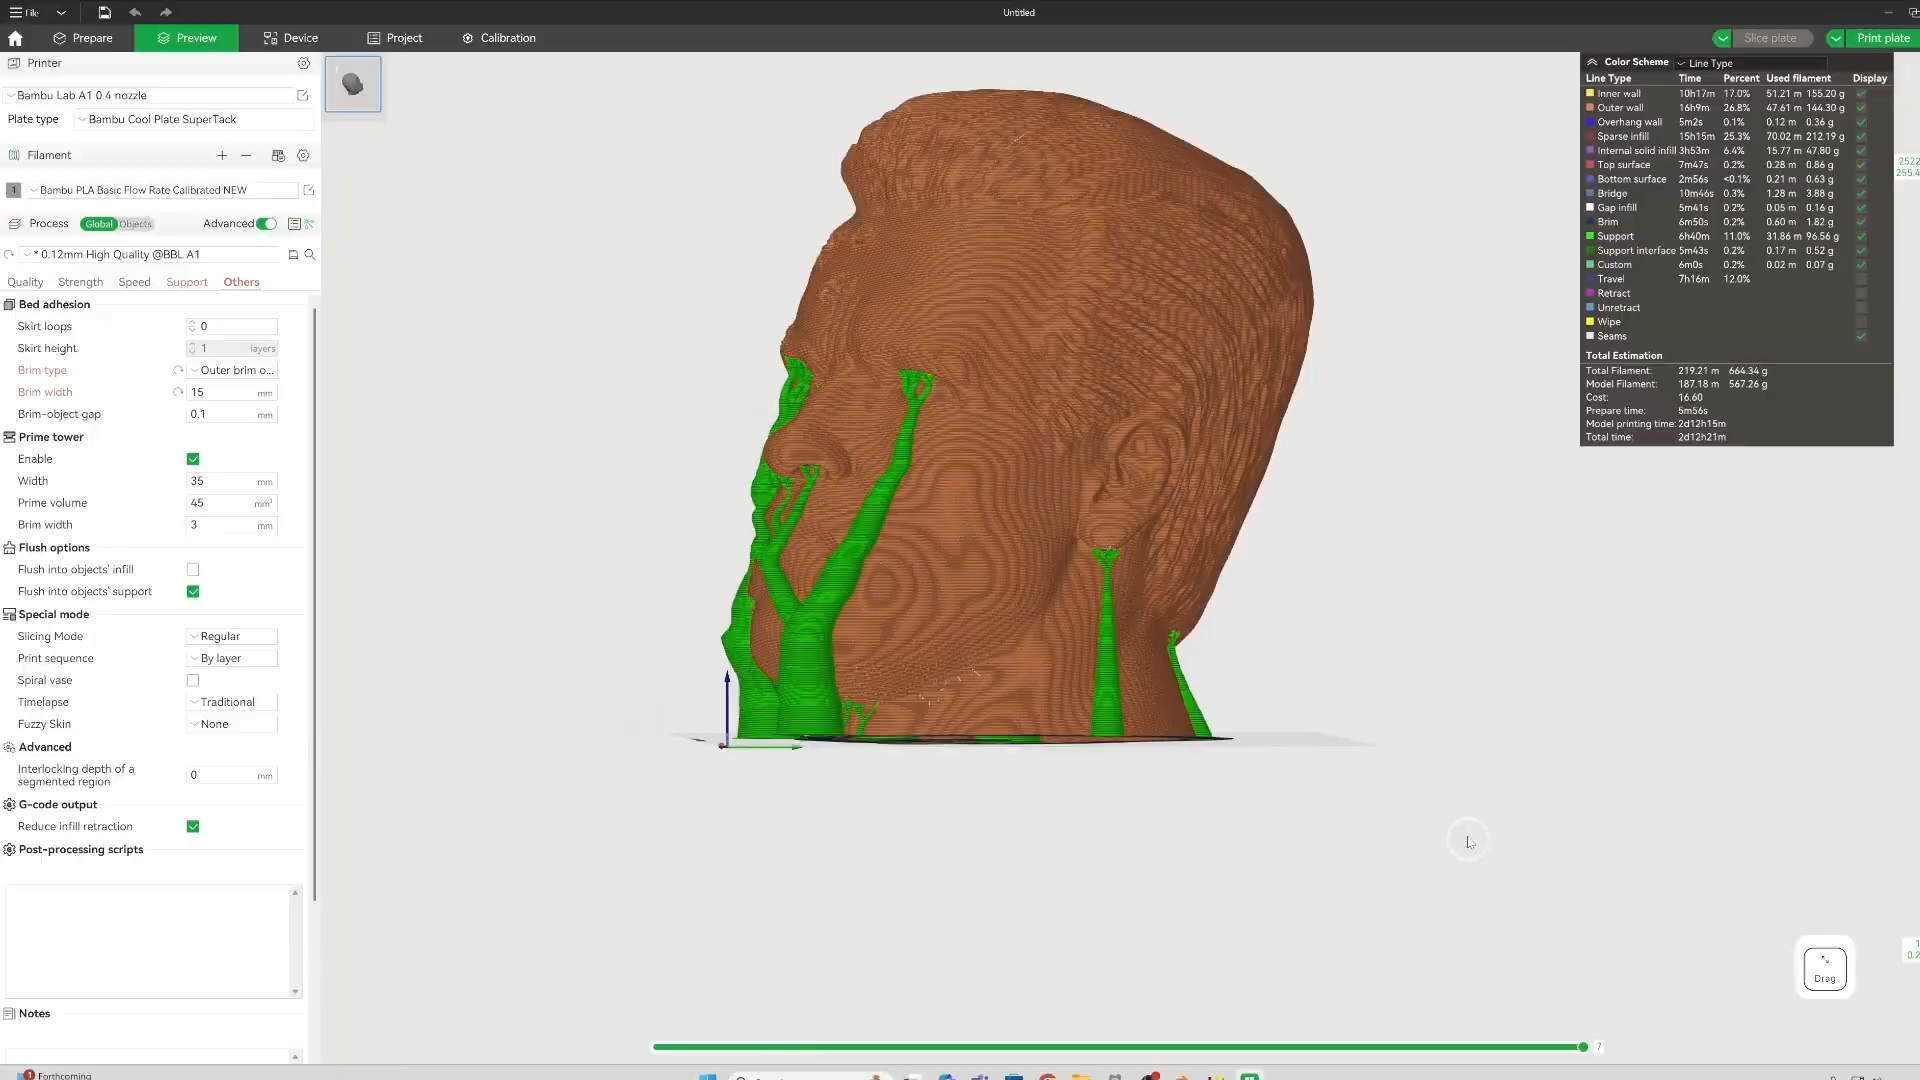 File
Untitled
Prepare
Preview
Device
Project
Calibration
Slice plate
Print plate
Printer
Bambu Lab A1 0.4 nozzle
Plate type
Bambu Cool Plate SuperTack
Filament
1
Bambu PLA Basic Flow Rate Calibrated NEW
Process
Global
Objects
Advanced
* 0.12mm High Quality @BBL A1
Quality
Strength
Speed
Support
Others
Bed adhesion
Skirt loops 0
Skirt height 1 layers
Brim type Outer brim o...
Brim width 15 mm
Brim-object gap 0.1 mm
Prime tower
Enable
Width 35 mm
Prime volume 45 mm³
Brim width 3 mm
Flush options
Flush into objects' infill
Flush into objects' support
Special mode
Slicing Mode Regular
Print sequence By layer
Spiral vase
Timelapse Traditional
Fuzzy Skin None
Advanced
Interlocking depth of a
segmented region 0 mm
G-code output
Reduce infill retraction
Post-processing scripts
Notes
1 Forthcoming
Color Scheme Line Type
Line Type Time Percent Used filament Display
Inner wall 10h17m 17.0% 51.21 m 155.20 g
Outer wall 16h9m 26.8% 47.61 m 144.30 g
Overhang wall 5m2s 0.1% 0.12 m 0.36 g
Sparse infill 15h15m 25.3% 70.02 m 212.19 g
Internal solid infill 3h53m 6.4% 15.77 m 47.80 g
Top surface 7m47s 0.2% 0.28 m 0.86 g
Bottom surface 2m56s <0.1% 0.21 m 0.63 g
Bridge 10m46s 0.3% 1.28 m 3.88 g
Gap infill 5m41s 0.2% 0.05 m 0.16 g
Brim 6m50s 0.2% 0.60 m 1.82 g
Support 6h40m 11.0% 31.86 m 96.56 g
Support interface 5m43s 0.2% 0.17 m 0.52 g
Custom 6m0s 0.2% 0.02 m 0.07 g
Travel 7h16m 12.0%
Retract
Unretract
Wipe
Seams
Total Estimation
Total Filament: 219.21 m 664.34 g
Model Filament: 187.18 m 567.26 g
Cost: 16.60
Prepare time: 5m56s
Model printing time: 2d12h15m
Total time: 2d12h21m
2522
255.4
1
0.2
Drag
7